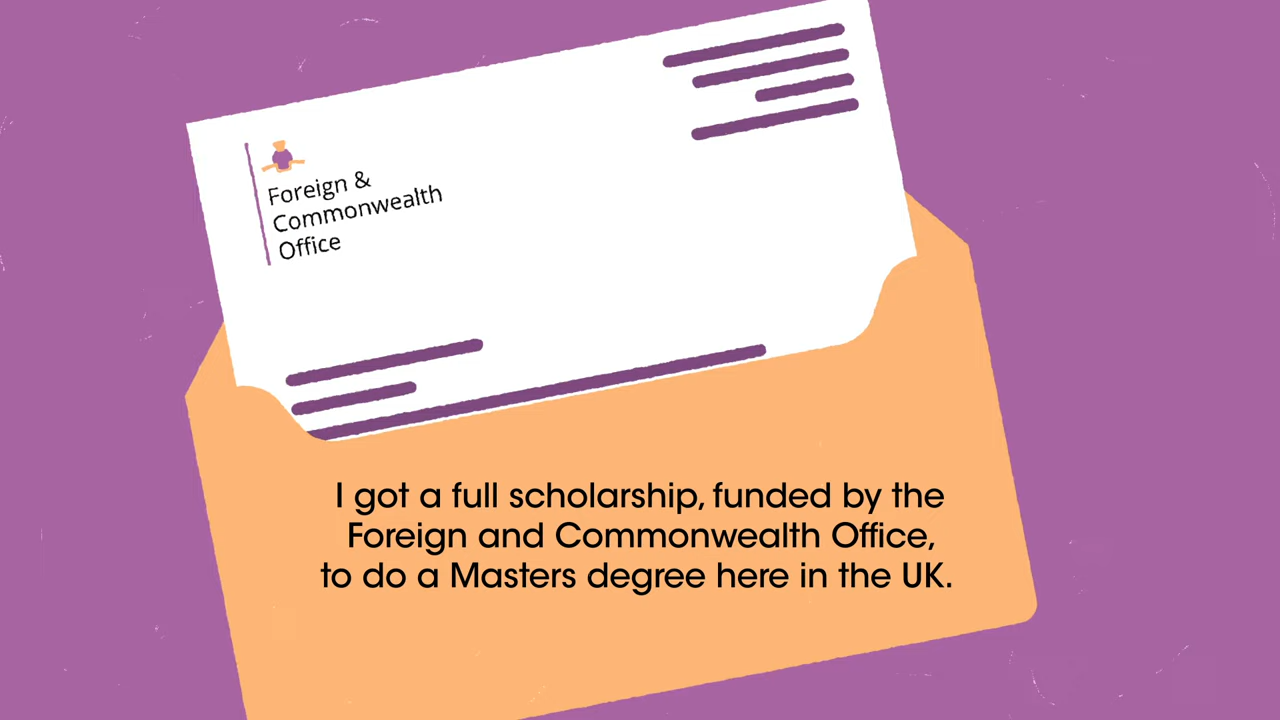 Foreign &
Commonwealth
Office
I got a full scholarship, funded by the
Foreign and Commonwealth Office,
to do a Masters degree here in the UK.